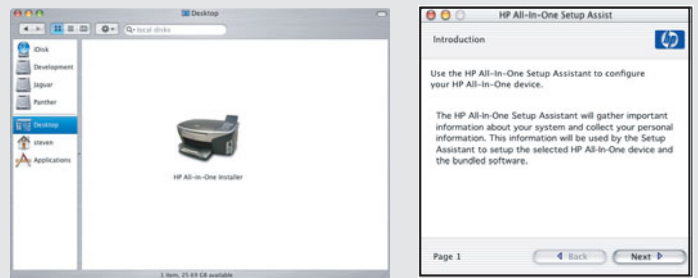 Desktop
local disks
iDisk
Development
Jaguar
Panther
Desktop
steven
Applications
HP All-in-One Installer
1 item, 25.69 GB available
HP All-In-One Setup Assist
Introduction
hp
Use the HP All-In-One Setup Assistant to configure
your HP All-In-One device.
The HP All-In-One Setup Assistant will gather important
information about your system and collect your personal
information. This information will be used by the Setup
Assistant to setup the selected HP All-In-One device and
the bundled software.
Page 1
Back
Next